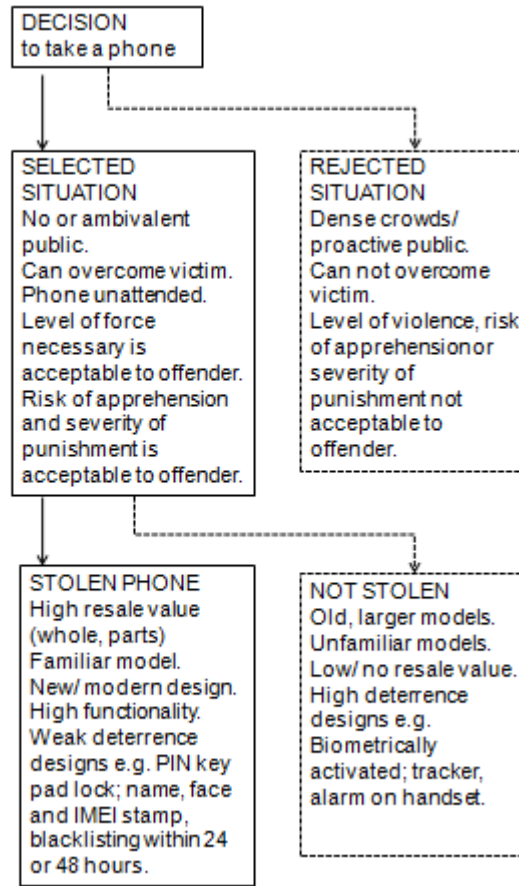 DECISION
to take a phone
SELECTED
SITUATION
No or ambivalent
public.
Can overcome victim.
Phone unattended.
Level of force
necessary is
acceptable to offender.
Risk of apprehension
and severity of
punishment is
acceptable to offender.
REJECTED
SITUATION
Dense crowds/
proactive public.
Can not overcome
victim.
Level of violence, risk
of apprehensionor
severity of
punishment not
acceptable to
offender.
STOLEN PHONE
High resale value
(whole, parts)
Familiar model.
New/ modern design.
High functionality.
Weak deterrence
designs e.g. PIN key
pad lock; name, face
and IMEI stamp,
blacklisting within 24
or 48 hours.
NOT STOLEN
Old, larger models.
Unfamiliar models.
Low/ no resale value.
High deterrence
designs e.g.
Biometrically
activated; tracker,
alarm on handset.